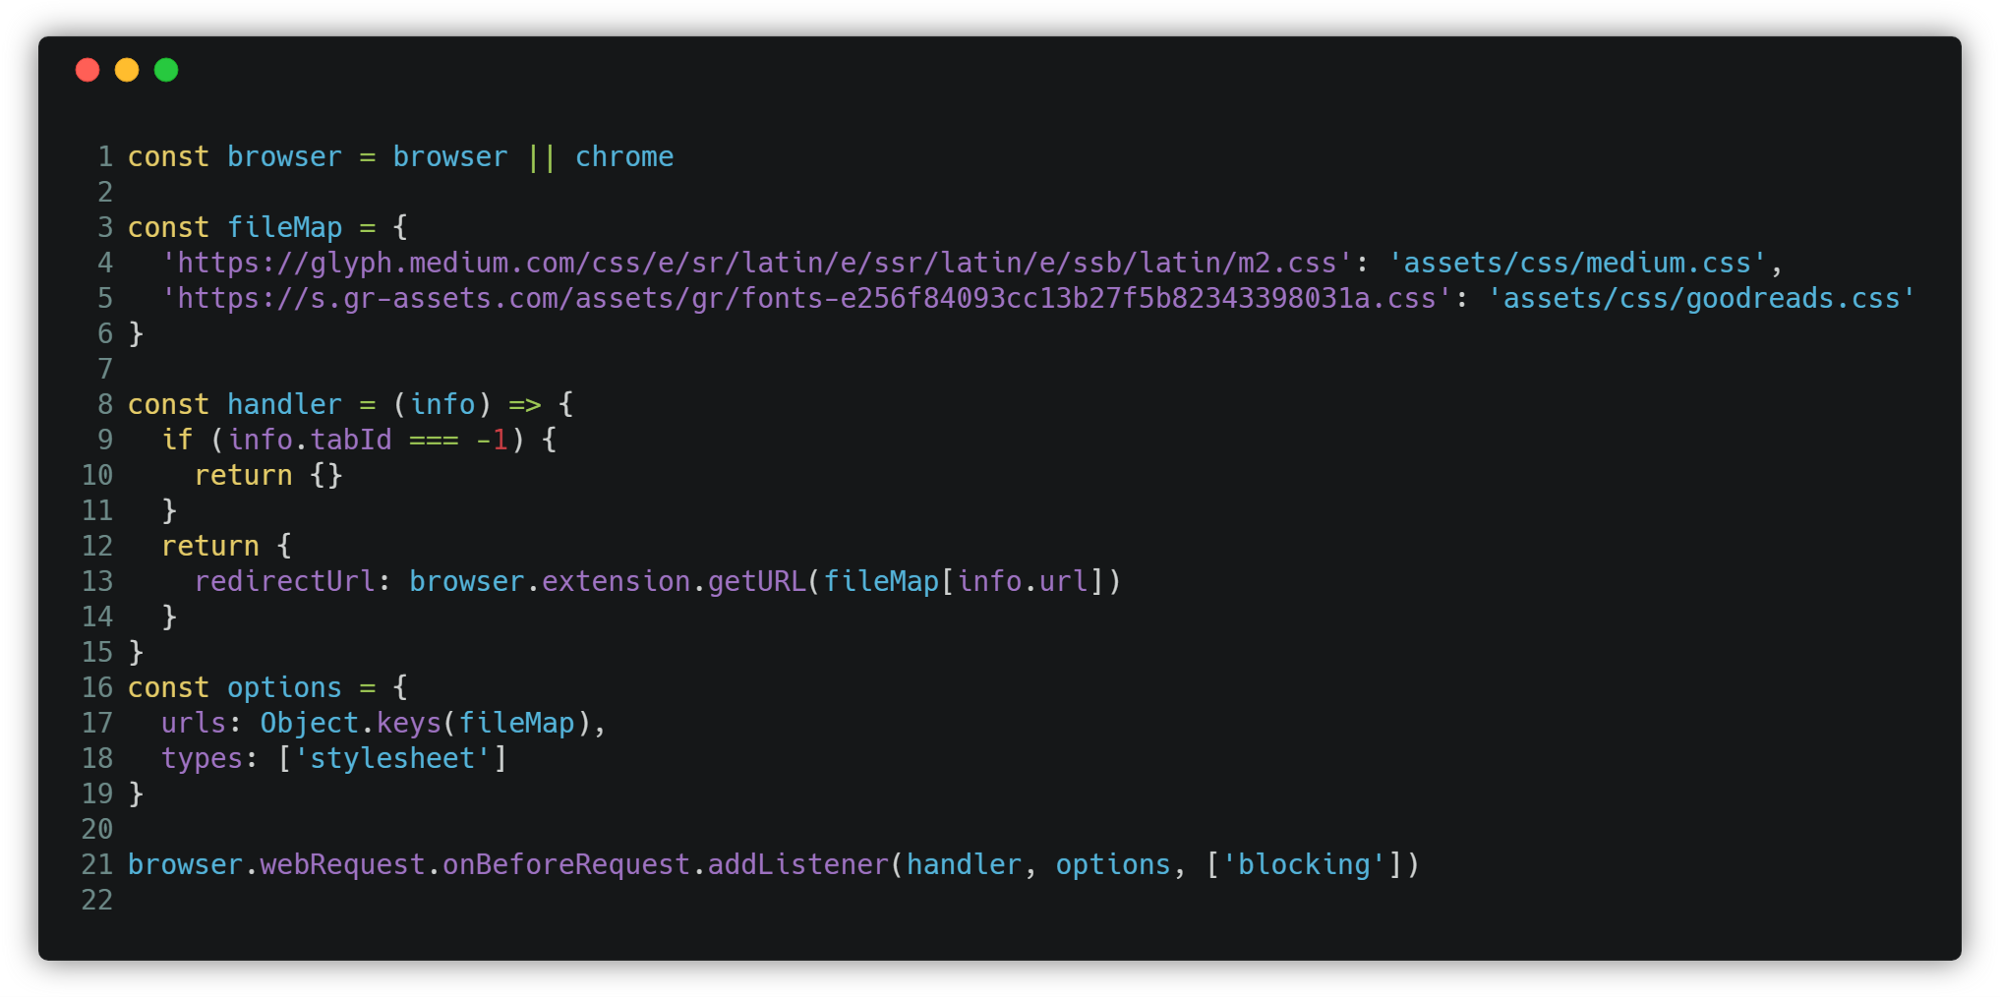 1 const browser = browser || chrome
2
3 const fileMap = {
4   'https://glyph.medium.com/css/e/sr/latin/e/ssr/latin/e/ssb/latin/m2.css': 'assets/css/medium.css',
5   'https://s.gr-assets.com/assets/gr/fonts-e256f84093cc13b27f5b82343398031a.css': 'assets/css/goodreads.css'
6 }
7
8 const handler = (info) => {
9   if (info.tabId === -1) {
10     return {}
11   }
12   return {
13     redirectUrl: browser.extension.getURL(fileMap[info.url])
14   }
15 }
16 const options = {
17   urls: Object.keys(fileMap),
18   types: ['stylesheet']
19 }
20
21 browser.webRequest.onBeforeRequest.addListener(handler, options, ['blocking'])
22